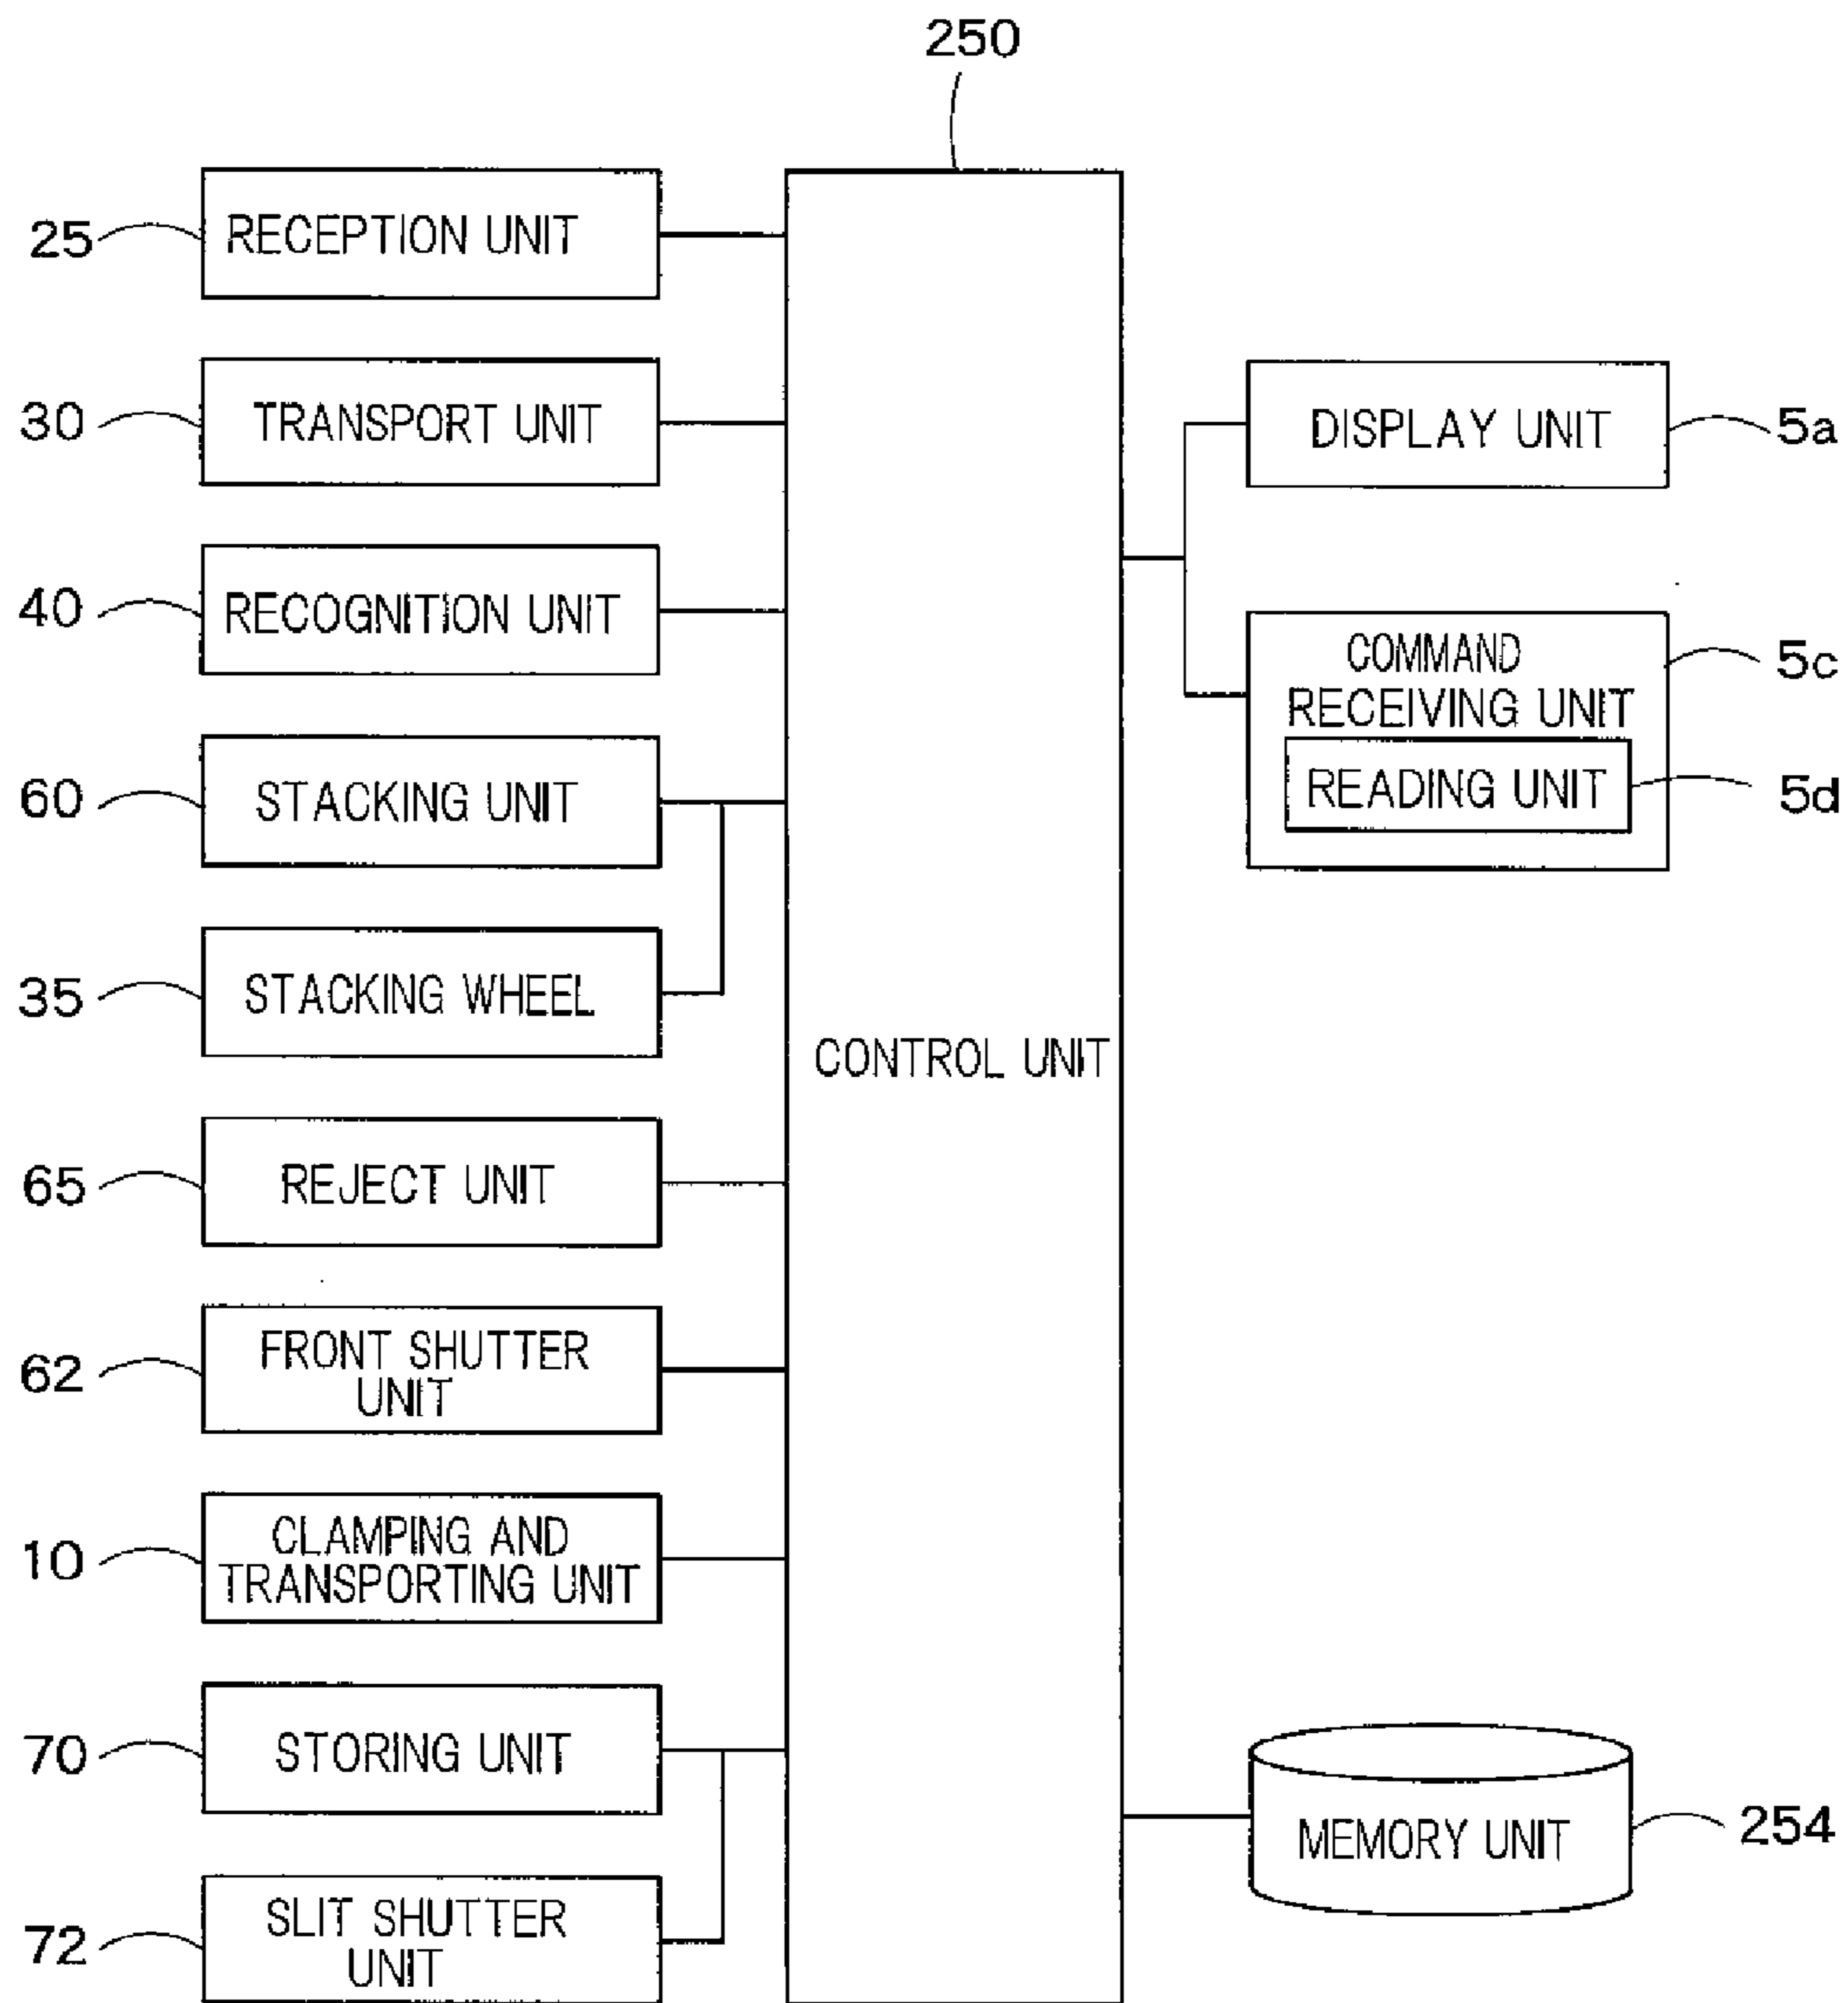 250
25
RECEPTION UNIT
30
TRANSPORT UNIT
40
RECOGNITION UNIT
60
STACKING UNIT
35
STACKING WHEEL
65
REJECT UNIT
62
FRONT SHUTTER
UNIT
10
CLAMPING AND
TRANSPORTING UNIT
70
STORING UNIT
72
SLIT SHUTTER
UNIT
CONTROL UNIT
DISPLAY UNIT
5a
COMMAND
RECEIVING UNIT
5c
READING UNIT
5d
MEMORY UNIT
254